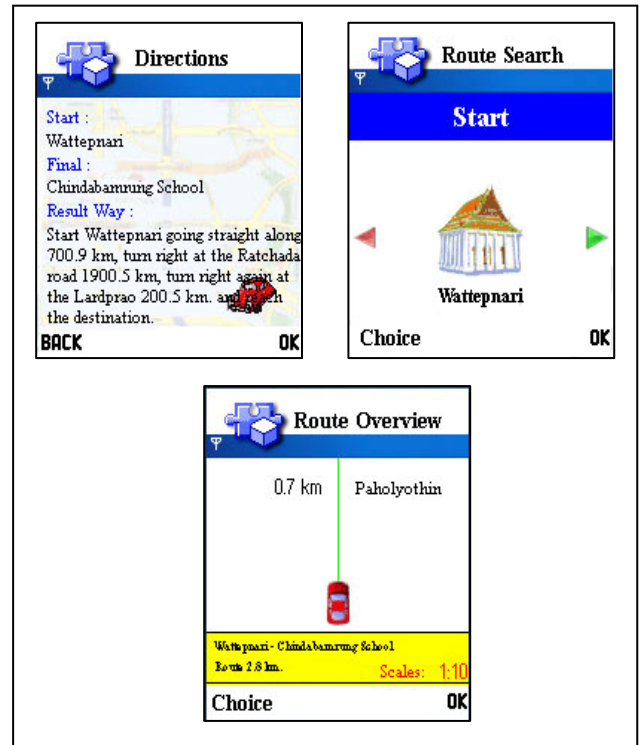 Directions
Start :
Wattepnari
Final :
Chindabamrung School
Result Way :
Start Wattepnari going straight along
700.9 km, turn right at the Ratchada
road 1900.5 km, turn right again at
the Lardprao 200.5 km. and reach
the destination.
BACK OK
Route Search
Start
Wattepnari
Choice OK
Route Overview
0.7 km Paholyothin
Wattepnari - Chindabamrung School
Route 2.8 km.
Scales: 1:10
Choice OK